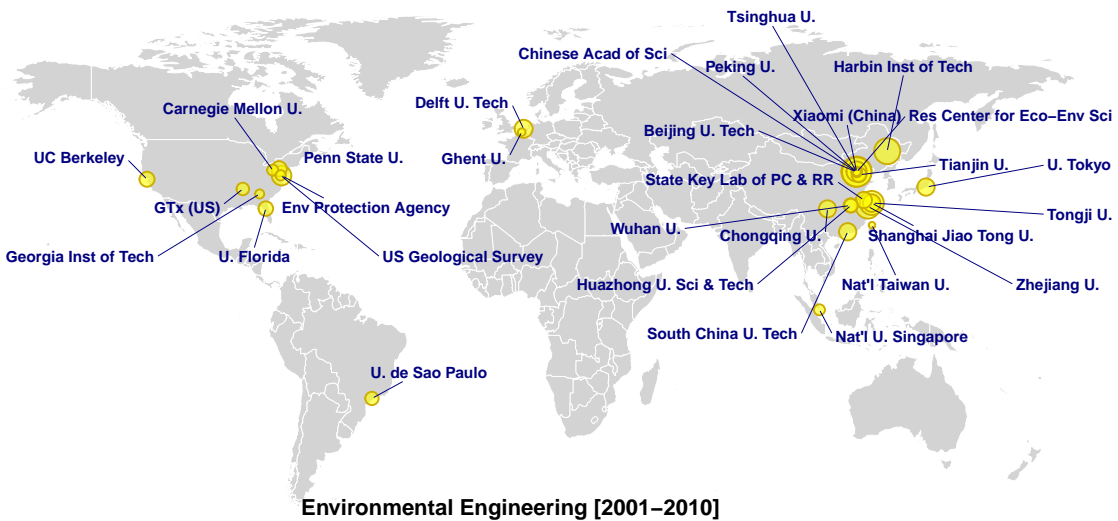 Tsinghua U.
Chinese Acad of Sci
Peking U.
Harbin Inst of Tech
Carnegie Mellon U.
Delft U. Tech
Xiaomi (China)
Res Center for Eco−Env Sci
Beijing U. Tech
UC Berkeley
Penn State U.
Ghent U.
Tianjin U.
U. Tokyo
State Key Lab of PC & RR
GTx (US)
Env Protection Agency
Tongji U.
Wuhan U.
Chongqing U.
Shanghai Jiao Tong U.
Georgia Inst of Tech
U. Florida
US Geological Survey
Huazhong U. Sci & Tech
Nat'l Taiwan U.
Zhejiang U.
South China U. Tech
Nat'l U. Singapore
U. de Sao Paulo
Environmental Engineering [2001−2010]